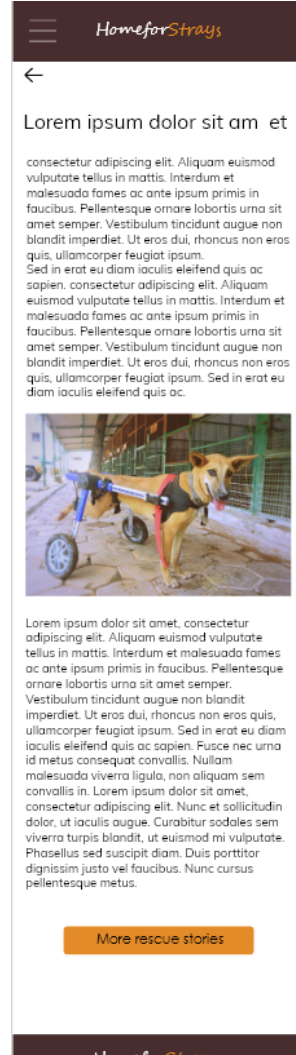 HomeforStrays
Lorem ipsum dolor sit am et
consectetur adipiscing elit. Aliquam euismod
vulputate tellus in mattis. Interdum et
malesuada fames ac ante ipsum primis in
faucibus. Pellentesque ornare lobortis urna sit
amet semper. Vestibulum tincidunt augue non
blandit imperdiet. Ut eros dui, rhoncus non eros
quis, ullamcorper feugiat ipsum.
Sed in erat eu diam iaculis eleifend quis ac
sapien. consectetur adipiscing elit. Aliquam
euismod vulputate tellus in mattis. Interdum et
malesuada fames ac ante ipsum primis in
faucibus. Pellentesque ornare lobortis urna sit
amet semper. Vestibulum tincidunt augue non
blandit imperdiet. Ut eros dui, rhoncus non eros
quis, ullamcorper feugiat ipsum. Sed in erat eu
diam iaculis eleifend quis ac.
Lorem ipsum dolor sit amet, consectetur
adipiscing elit. Aliquam euismod vulputate
tellus in mattis. Interdum et malesuada fames
ac ante ipsum primis in faucibus. Pellentesque
ornare lobortis urna sit amet semper.
Vestibulum tincidunt augue non blandit
imperdiet. Ut eros dui, rhoncus non eros quis,
ullamcorper feugiat ipsum. Sed in erat eu diam
iaculis eleifend quis ac sapien. Fusce nec urna
id metus consequat convallis. Nullam
malesuada viverra ligula, non aliquam sem
convallis in. Lorem ipsum dolor sit amet,
consectetur adipiscing elit. Nunc et sollicitudin
dolor, ut iaculis augue. Curabitur sodales sem
viverra turpis blandit, ut euismod mi vulputate.
Phasellus sed suscipit diam. Duis porttitor
dignissim justo vel faucibus. Nunc cursus
pellentesque metus.
More rescue stories